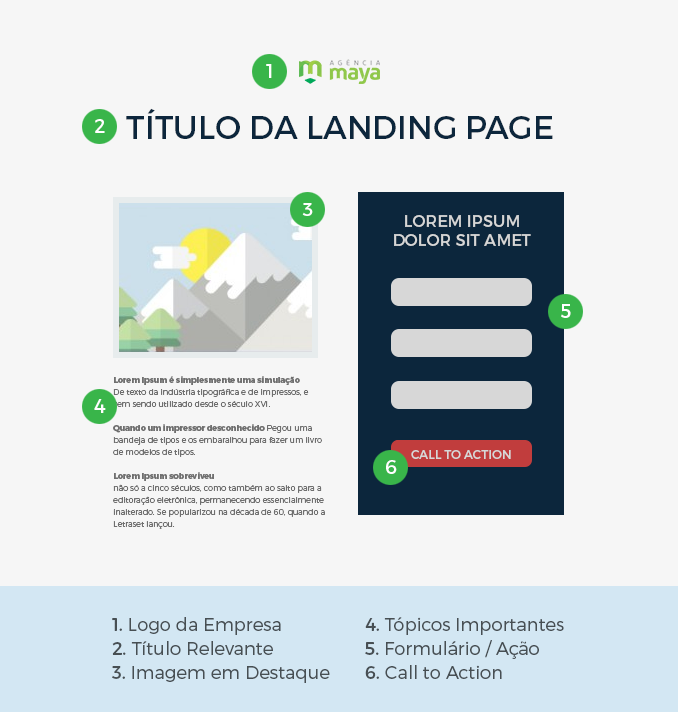 1
AGÊNCIA
maya
2
TÍTULO DA LANDING PAGE
3
LOREM IPSUM
DOLOR SIT AMET
5
Lorem Ipsum é simplesmente uma simulação
De texto da indústria tipográfica e de impressos, e
4
vem sendo utilizado desde o século XVI.
Quando um impressor desconhecido Pegou uma
bandeja de tipos e os embaralhou para fazer um livro
de modelos de tipos.
Lorem Ipsum sobreviveu
não só a cinco séculos, como também ao salto para a
editoração eletrônica, permanecendo essencialmente
inalterado. Se popularizou na década de 60, quando a
Letraset lançou.
CALL TO ACTION
6
1. Logo da Empresa
2. Título Relevante
3. Imagem em Destaque
4. Tópicos Importantes
5. Formulário / Ação
6. Call to Action